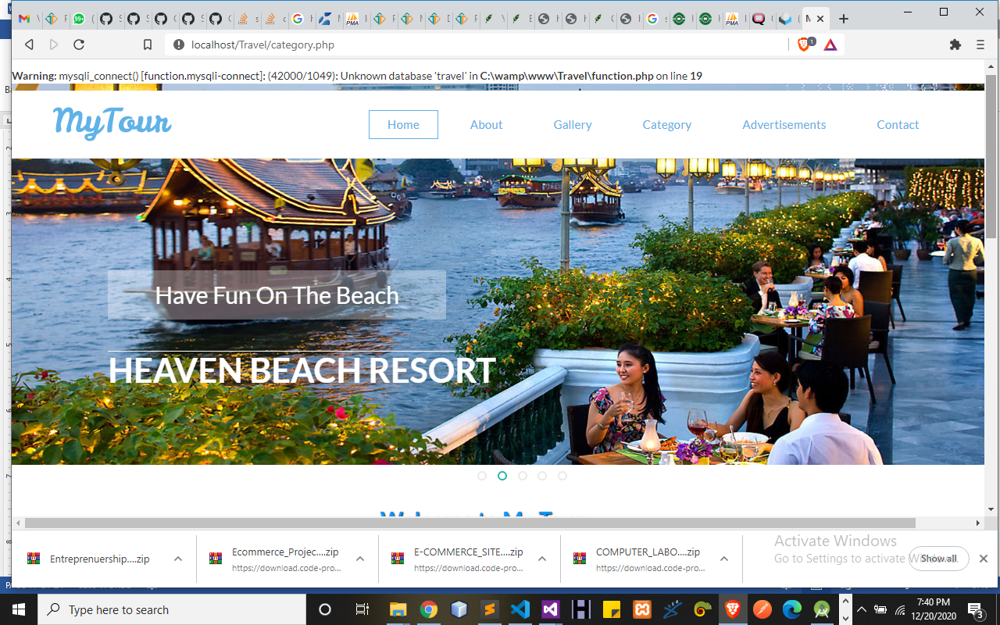 localhost/Travel/category.php
1
Warning: mysqli_connect() [function.mysqli-connect]: (42000/1049): Unknown database 'travel' in C:\wamp\www\Travel\function.php on line 19
MyTour
Home About Gallery Category Advertisements Contact
Have Fun On The Beach
HEAVEN BEACH RESORT
Entreprenuership....zip
Ecommerce_Projec....zip
https://download.code-pro...
E-COMMERCE_SITE....zip
https://download.code-pro...
COMPUTER_LABO....zip
https://download.code-pro...
Activate Windows
Go to Settings to activate Windows.
Show all
Type here to search
7:40 PM
12/20/2020
3